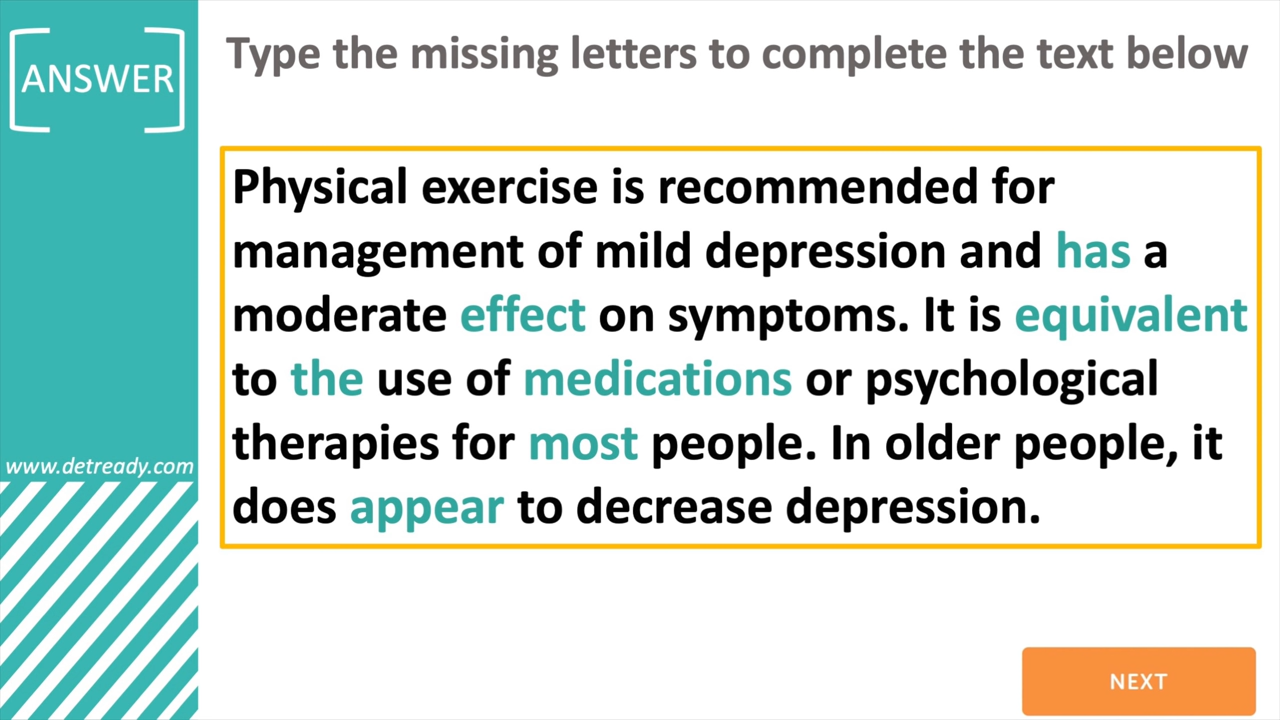 ANSWER
Type the missing letters to complete the text below
Physical exercise is recommended for
management of mild depression and has a
moderate effect on symptoms. It is equivalent
to the use of medications or psychological
therapies for most people. In older people, it
does appear to decrease depression.
www.detready.com
NEXT